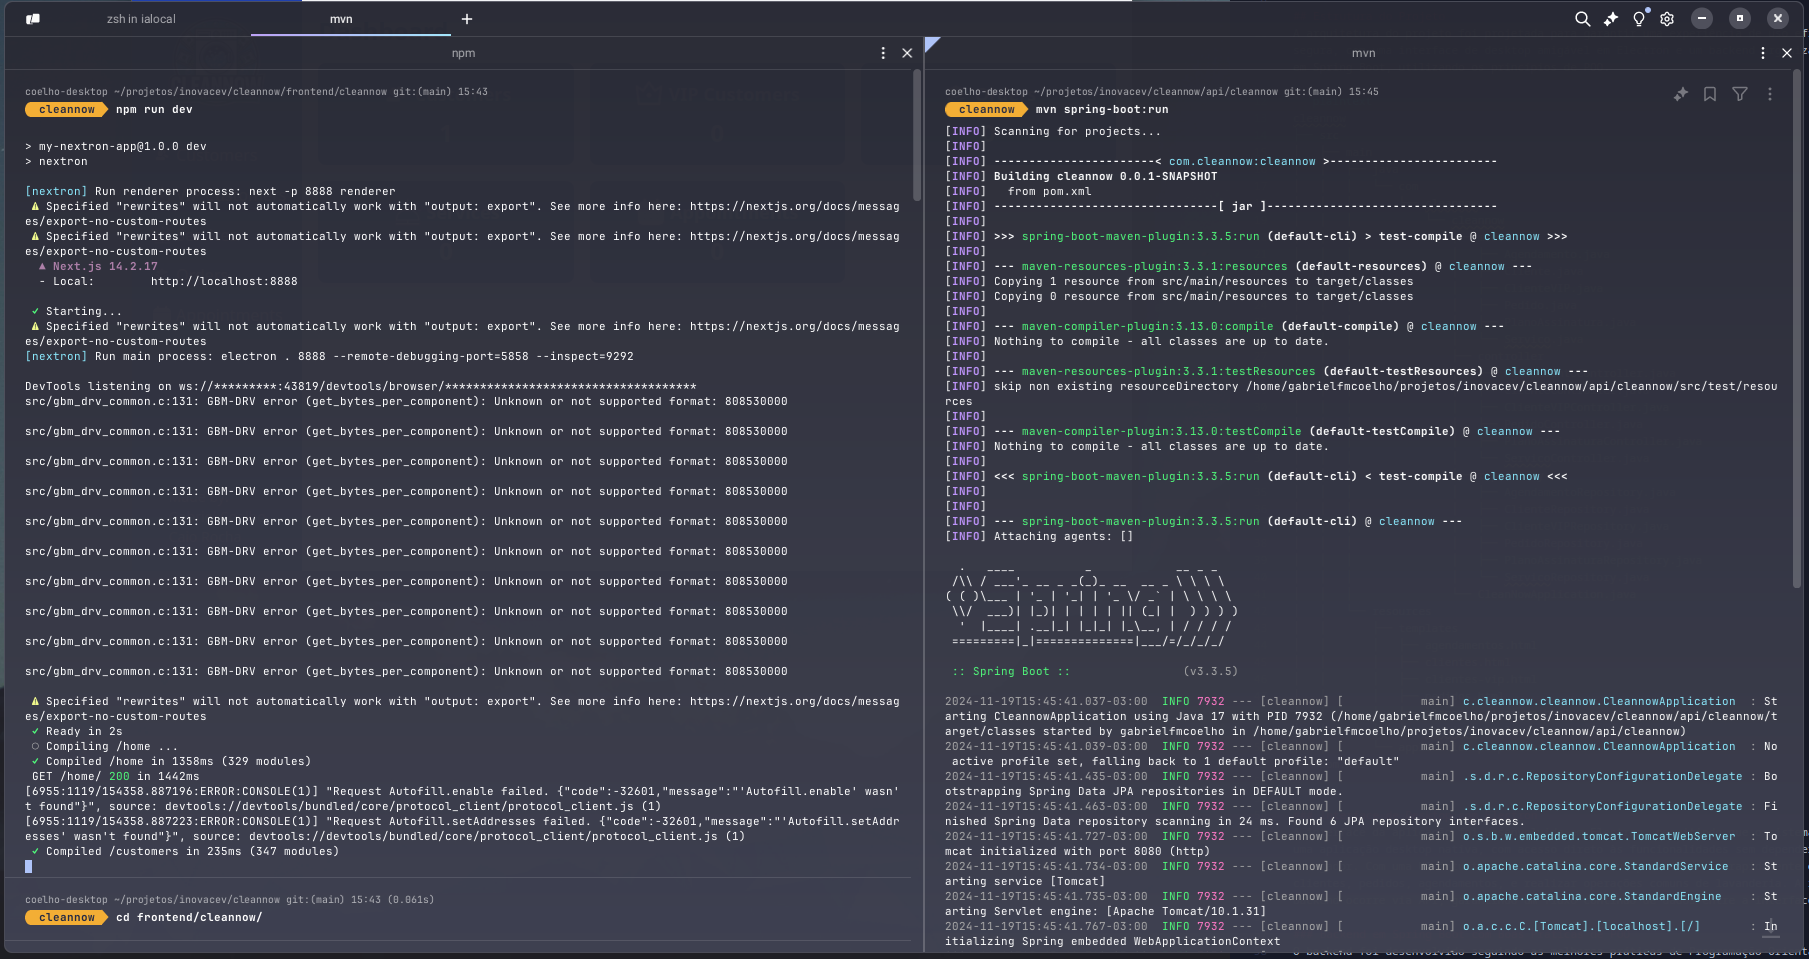 zsh in ialocal
mvn
+
npm
coelho-desktop ~/projetos/inovacev/cleannow/frontend/cleannow git:(main) 15:43
cleannow npm run dev
> my-nextron-app@1.0.0 dev
> nextron
[nextron] Run renderer process: next -p 8888 renderer
⚠ Specified "rewrites" will not automatically work with "output: export". See more info here: https://nextjs.org/docs/messag
es/export-no-custom-routes
⚠ Specified "rewrites" will not automatically work with "output: export". See more info here: https://nextjs.org/docs/messag
es/export-no-custom-routes
▲ Next.js 14.2.17
- Local:        http://localhost:8888
✓ Starting...
⚠ Specified "rewrites" will not automatically work with "output: export". See more info here: https://nextjs.org/docs/messag
es/export-no-custom-routes
[nextron] Run main process: electron . 8888 --remote-debugging-port=5858 --inspect=9292
DevTools listening on ws://*********:43819/devtools/browser/************************************
src/gbm_drv_common.c:131: GBM-DRV error (get_bytes_per_component): Unknown or not supported format: 808530000
src/gbm_drv_common.c:131: GBM-DRV error (get_bytes_per_component): Unknown or not supported format: 808530000
src/gbm_drv_common.c:131: GBM-DRV error (get_bytes_per_component): Unknown or not supported format: 808530000
src/gbm_drv_common.c:131: GBM-DRV error (get_bytes_per_component): Unknown or not supported format: 808530000
src/gbm_drv_common.c:131: GBM-DRV error (get_bytes_per_component): Unknown or not supported format: 808530000
src/gbm_drv_common.c:131: GBM-DRV error (get_bytes_per_component): Unknown or not supported format: 808530000
src/gbm_drv_common.c:131: GBM-DRV error (get_bytes_per_component): Unknown or not supported format: 808530000
src/gbm_drv_common.c:131: GBM-DRV error (get_bytes_per_component): Unknown or not supported format: 808530000
src/gbm_drv_common.c:131: GBM-DRV error (get_bytes_per_component): Unknown or not supported format: 808530000
src/gbm_drv_common.c:131: GBM-DRV error (get_bytes_per_component): Unknown or not supported format: 808530000
⚠ Specified "rewrites" will not automatically work with "output: export". See more info here: https://nextjs.org/docs/messag
es/export-no-custom-routes
✓ Ready in 2s
○ Compiling /home ...
✓ Compiled /home in 1358ms (329 modules)
GET /home/ 200 in 1442ms
[6955:1119/154358.887196:ERROR:CONSOLE(1)] "Request Autofill.enable failed. {"code":-32601,"message":"'Autofill.enable' wasn'
t found"}", source: devtools://devtools/bundled/core/protocol_client/protocol_client.js (1)
[6955:1119/154358.887223:ERROR:CONSOLE(1)] "Request Autofill.setAddresses failed. {"code":-32601,"message":"'Autofill.setAddr
esses' wasn't found"}", source: devtools://devtools/bundled/core/protocol_client/protocol_client.js (1)
✓ Compiled /customers in 235ms (347 modules)
coelho-desktop ~/projetos/inovacev/cleannow git:(main) 15:43 (0.061s)
cleannow cd frontend/cleannow/
mvn
coelho-desktop ~/projetos/inovacev/cleannow/api/cleannow git:(main) 15:45
cleannow mvn spring-boot:run
[INFO] Scanning for projects...
[INFO]
[INFO] -----------------------< com.cleannow:cleannow >------------------------
[INFO] Building cleannow 0.0.1-SNAPSHOT
[INFO]   from pom.xml
[INFO] --------------------------------[ jar ]---------------------------------
[INFO]
[INFO] >>> spring-boot-maven-plugin:3.3.5:run (default-cli) > test-compile @ cleannow >>>
[INFO]
[INFO] --- maven-resources-plugin:3.3.1:resources (default-resources) @ cleannow ---
[INFO] Copying 1 resource from src/main/resources to target/classes
[INFO] Copying 0 resource from src/main/resources to target/classes
[INFO]
[INFO] --- maven-compiler-plugin:3.13.0:compile (default-compile) @ cleannow ---
[INFO] Nothing to compile - all classes are up to date.
[INFO]
[INFO] --- maven-resources-plugin:3.3.1:testResources (default-testResources) @ cleannow ---
[INFO] skip non existing resourceDirectory /home/gabrielfmcoelho/projetos/inovacev/cleannow/api/cleannow/src/test/resou
rces
[INFO]
[INFO] --- maven-compiler-plugin:3.13.0:testCompile (default-testCompile) @ cleannow ---
[INFO] Nothing to compile - all classes are up to date.
[INFO]
[INFO] <<< spring-boot-maven-plugin:3.3.5:run (default-cli) < test-compile @ cleannow <<<
[INFO]
[INFO]
[INFO] --- spring-boot-maven-plugin:3.3.5:run (default-cli) @ cleannow ---
[INFO] Attaching agents: []
  .   ____          _            __ _ _
 /\\ / ___'_ __ _ _(_)_ __  __ _ \ \ \ \
( ( )\___ | '_ | '_| | '_ \/ _` | \ \ \ \
 \\/  ___)| |_)| | | | | || (_| |  ) ) ) )
  '  |____| .__|_| |_|_| |_\__, | / / / /
 =========|_|==============|___/=/_/_/_/
:: Spring Boot ::                (v3.3.5)
2024-11-19T15:45:41.037-03:00  INFO 7932 --- [cleannow] [           main] c.cleannow.cleannow.CleannowApplication  : St
arting CleannowApplication using Java 17 with PID 7932 (/home/gabrielfmcoelho/projetos/inovacev/cleannow/api/cleannow/t
arget/classes started by gabrielfmcoelho in /home/gabrielfmcoelho/projetos/inovacev/cleannow/api/cleannow)
2024-11-19T15:45:41.039-03:00  INFO 7932 --- [cleannow] [           main] c.cleannow.cleannow.CleannowApplication  : No
 active profile set, falling back to 1 default profile: "default"
2024-11-19T15:45:41.435-03:00  INFO 7932 --- [cleannow] [           main] .s.d.r.c.RepositoryConfigurationDelegate : Bo
otstrapping Spring Data JPA repositories in DEFAULT mode.
2024-11-19T15:45:41.463-03:00  INFO 7932 --- [cleannow] [           main] .s.d.r.c.RepositoryConfigurationDelegate : Fi
nished Spring Data repository scanning in 24 ms. Found 6 JPA repository interfaces.
2024-11-19T15:45:41.727-03:00  INFO 7932 --- [cleannow] [           main] o.s.b.w.embedded.tomcat.TomcatWebServer  : To
mcat initialized with port 8080 (http)
2024-11-19T15:45:41.734-03:00  INFO 7932 --- [cleannow] [           main] o.apache.catalina.core.StandardService   : St
arting service [Tomcat]
2024-11-19T15:45:41.735-03:00  INFO 7932 --- [cleannow] [           main] o.apache.catalina.core.StandardEngine    : St
arting Servlet engine: [Apache Tomcat/10.1.31]
2024-11-19T15:45:41.767-03:00  INFO 7932 --- [cleannow] [           main] o.a.c.c.C.[Tomcat].[localhost].[/]       : In
itializing Spring embedded WebApplicationContext